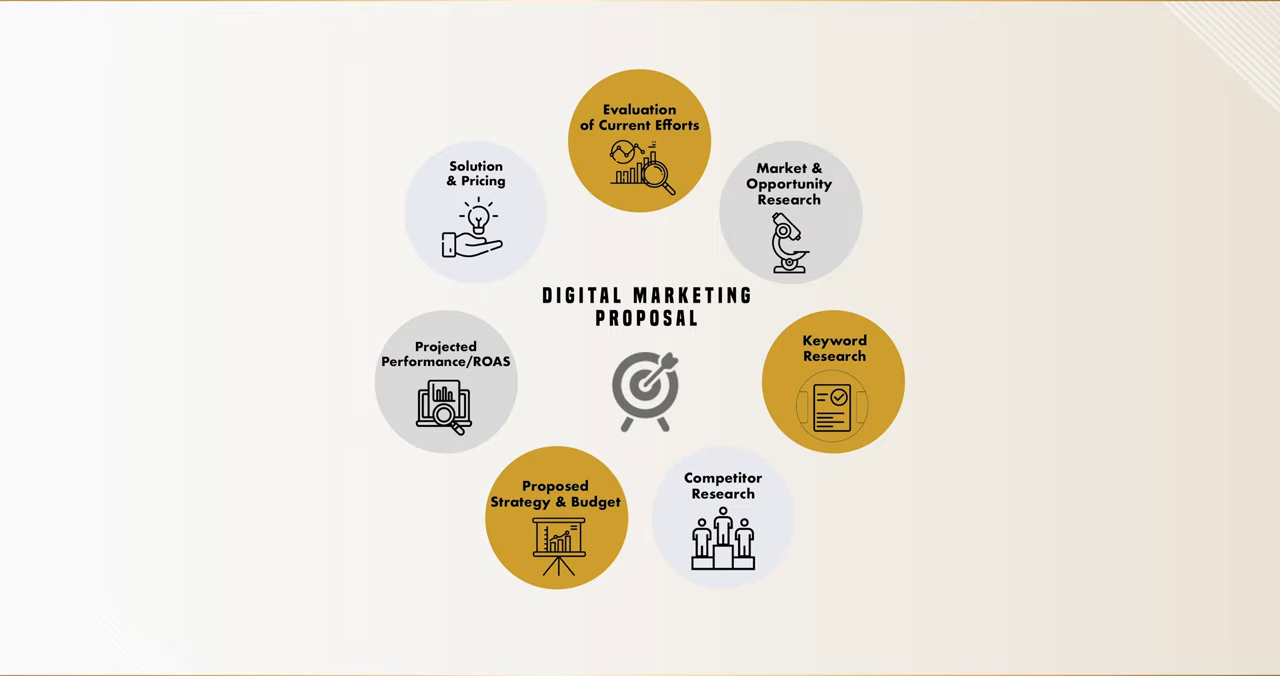 Evaluation
of Current Efforts
Market &
Opportunity
Research
Keyword
Research
Competitor
Research
Proposed
Strategy & Budget
Projected
Performance/ROAS
Solution
& Pricing
DIGITAL MARKETING
PROPOSAL